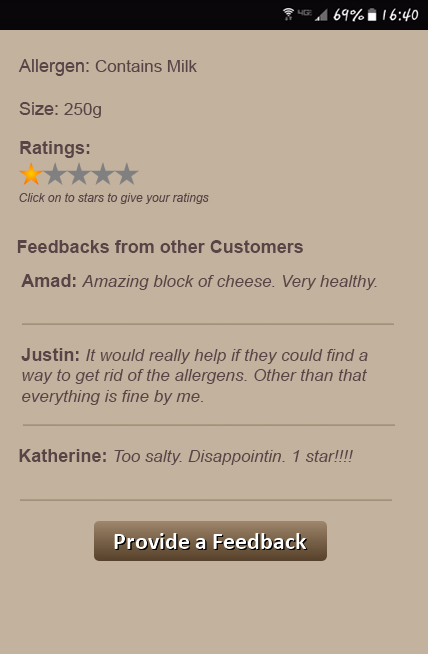 4GE 69% 16:40
Allergen: Contains Milk
Size: 250g
Ratings:
Click on to stars to give your ratings
Feedbacks from other Customers
Amad: Amazing block of cheese. Very healthy.
Justin: It would really help if they could find a
way to get rid of the allergens. Other than that
everything is fine by me.
Katherine: Too salty. Disappointin. 1 star!!!!
Provide a Feedback